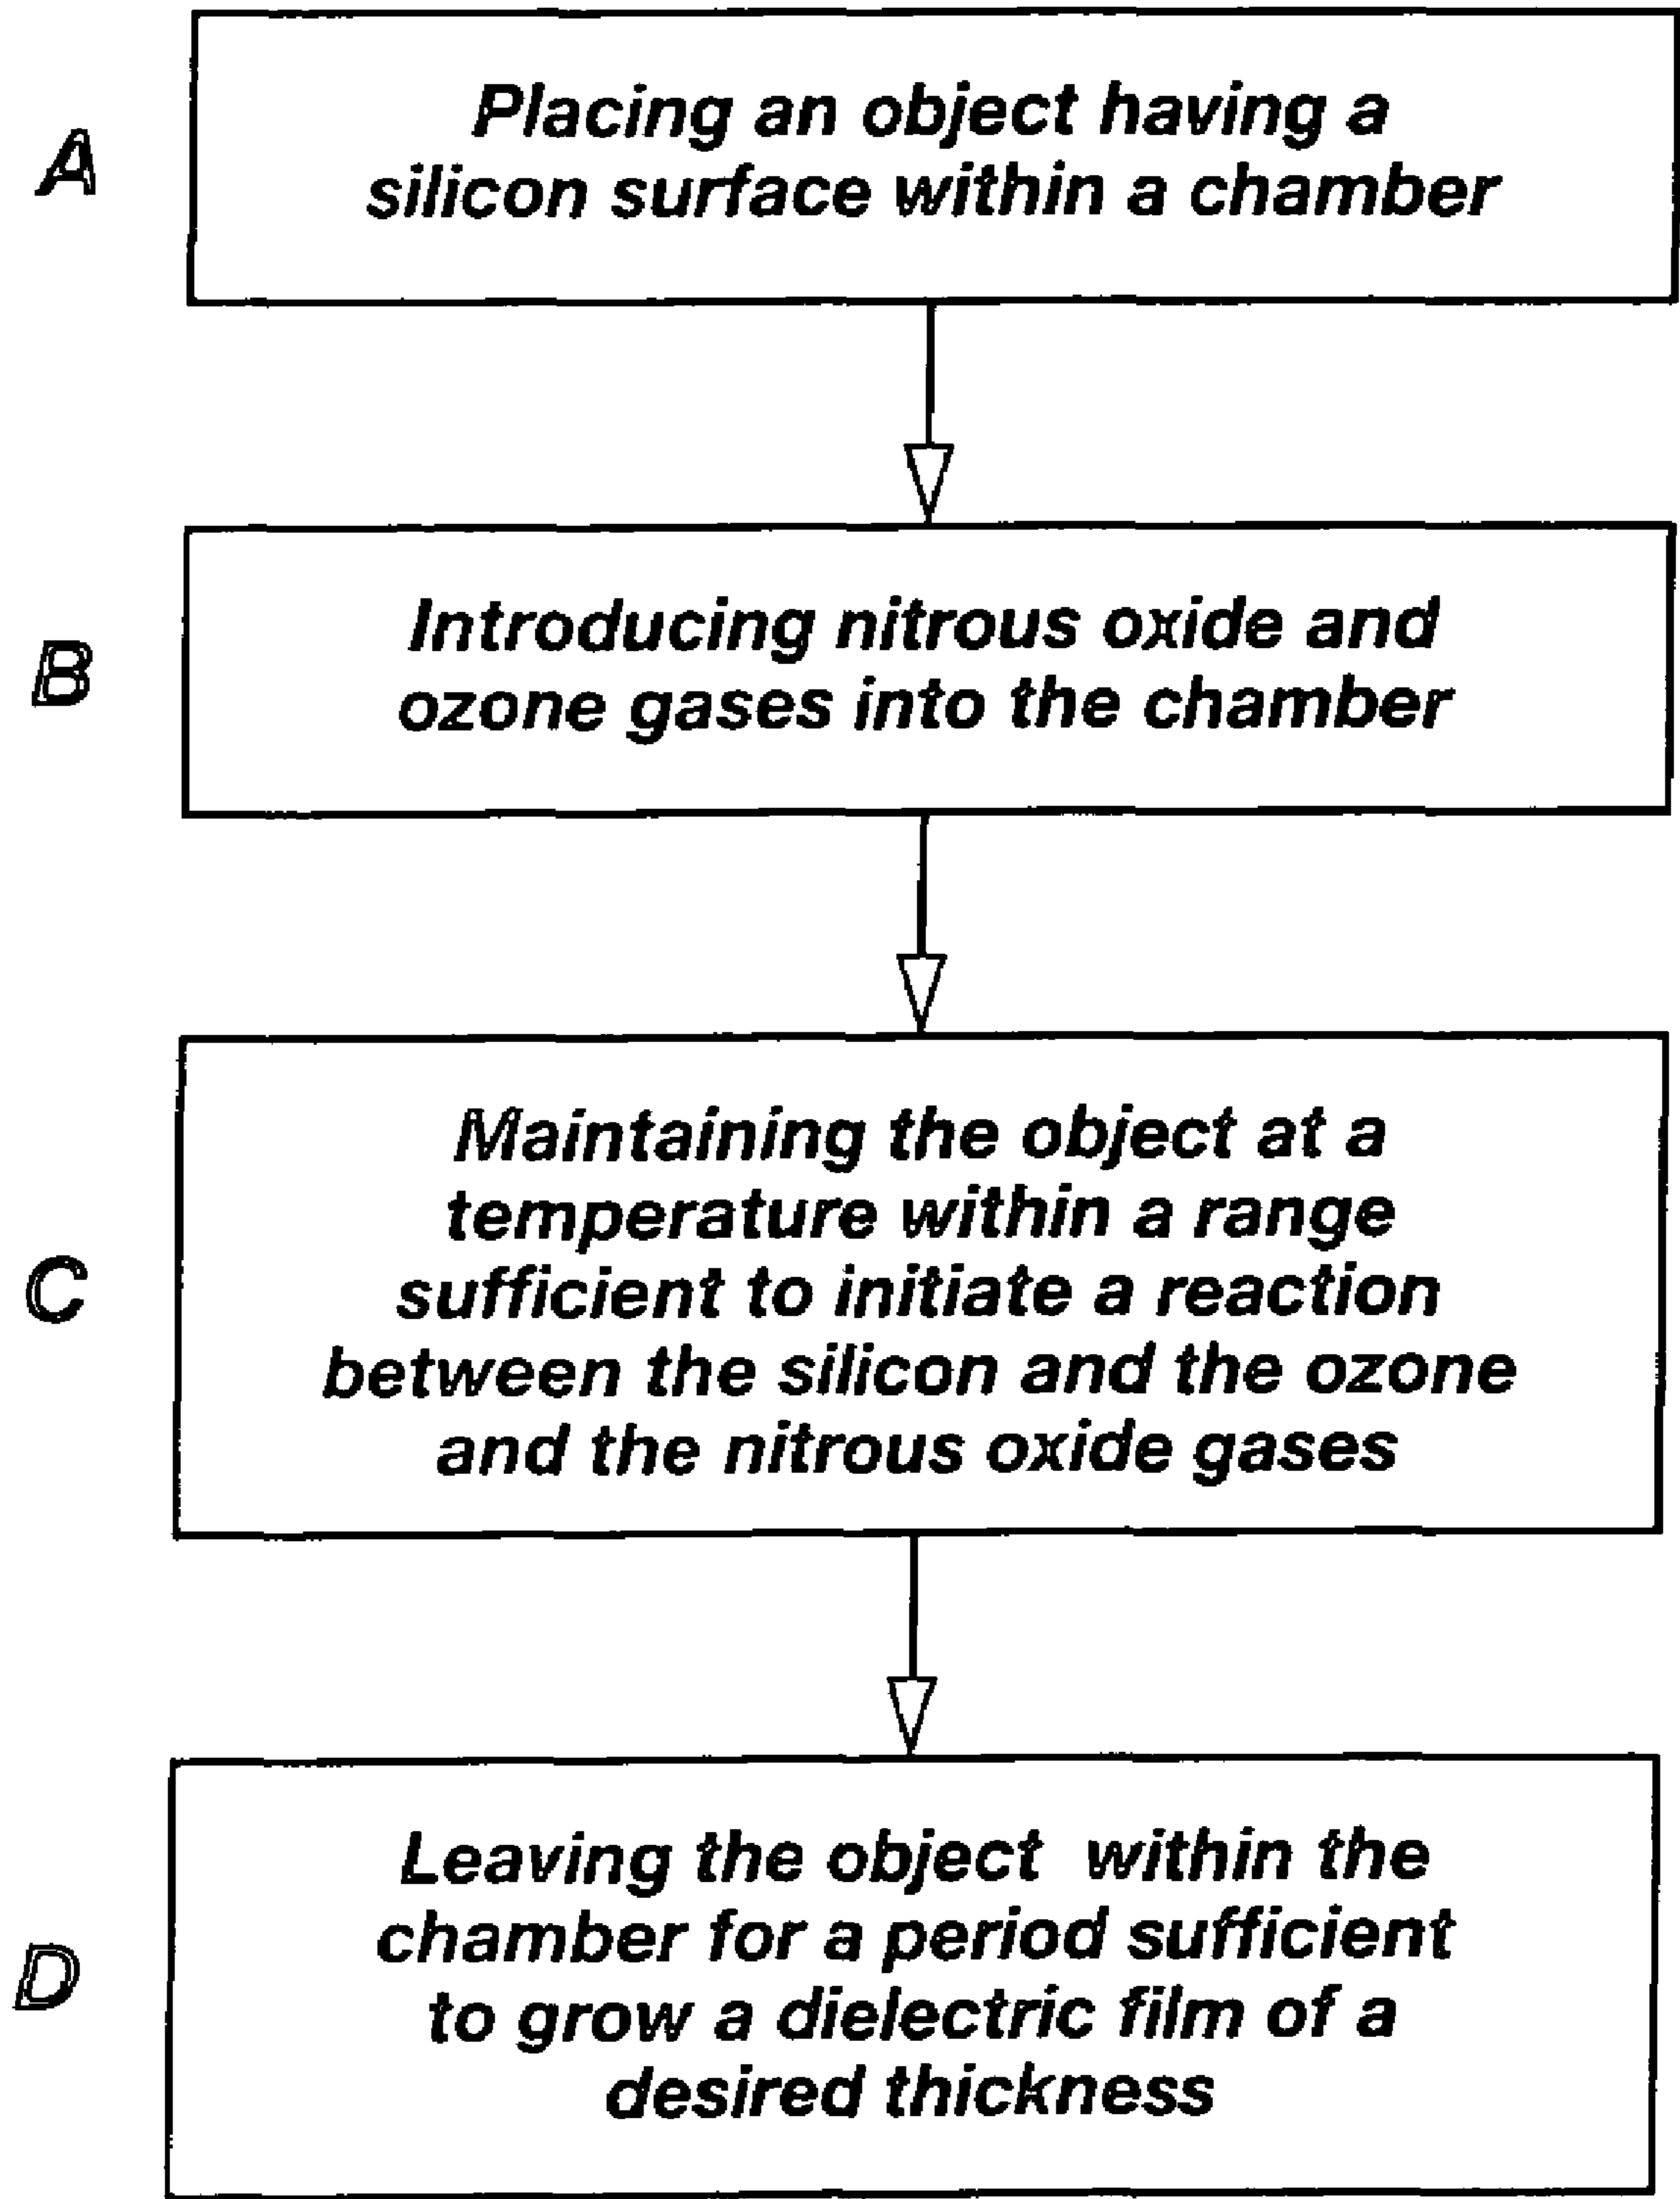 A
Placing an object having a
silicon surface within a chamber
B
Introducing nitrous oxide and
ozone gases into the chamber
C
Maintaining the object at a
temperature within a range
sufficient to initiate a reaction
between the silicon and the ozone
and the nitrous oxide gases
D
Leaving the object within the
chamber for a period sufficient
to grow a dielectric film of a
desired thickness